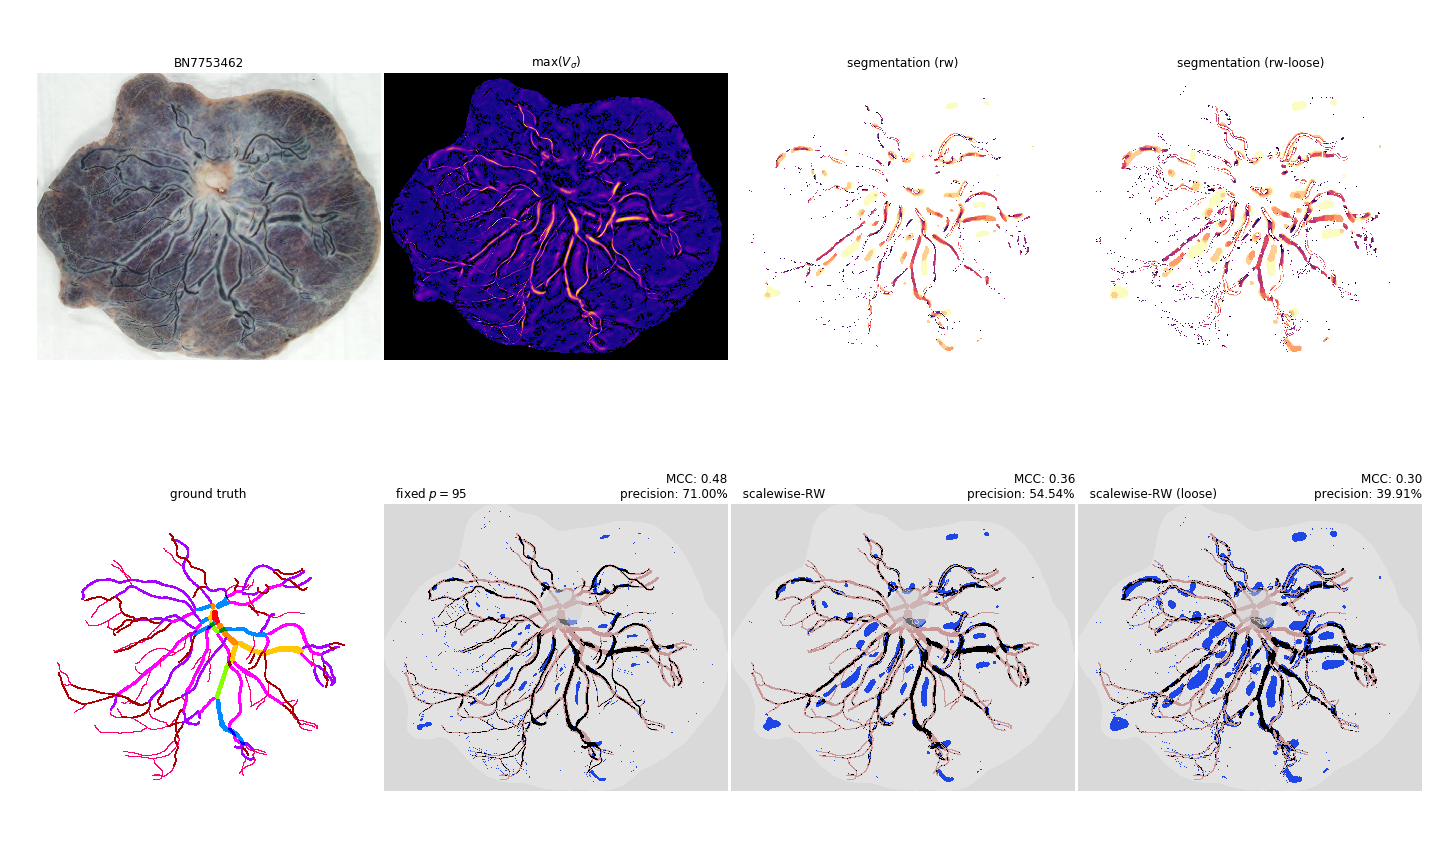 BN7753462
max(Vσ)
segmentation (rw)
segmentation (rw-loose)
ground truth
fixed p = 95
MCC: 0.48
precision: 71.00%
scalewise-RW
MCC: 0.36
precision: 54.54%
scalewise-RW (loose)
MCC: 0.30
precision: 39.91%